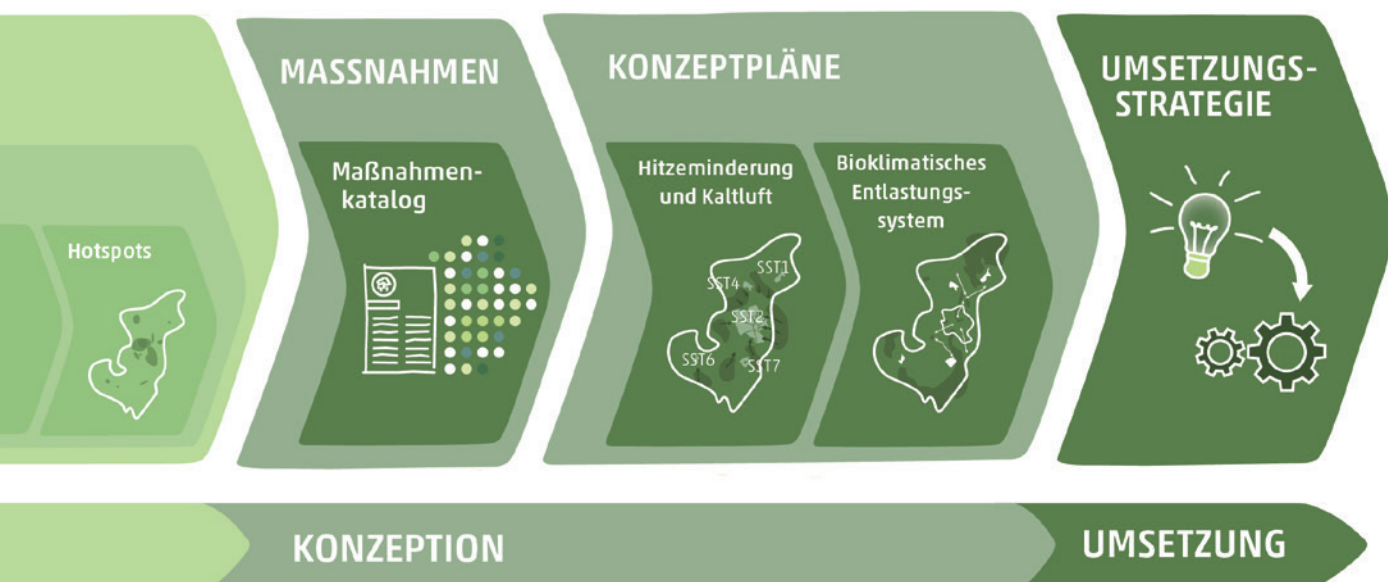 MASSNAHMEN
KONZEPTPLÄNE
UMSETZUNGS-
STRATEGIE
Hotspots
Maßnahmen-
katalog
Hitzeminderung
und Kaltluft
SST1
SST4
SST2
SST6
SST7
Bioklimatisches
Entlastungs-
system
KONZEPTION
UMSETZUNG